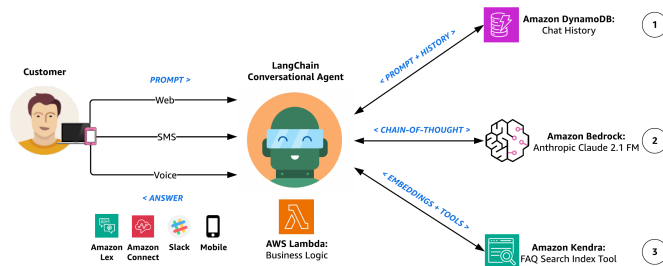 Customer
PROMPT >
Web
SMS
Voice
< ANSWER
Amazon
Lex
Amazon
Connect
Slack
Mobile
LangChain
Conversational Agent
AWS Lambda:
Business Logic
< PROMPT + HISTORY >
< CHAIN-OF-THOUGHT >
< EMBEDDINGS + TOOLS >
Amazon DynamoDB:
Chat History
1
Amazon Bedrock:
Anthropic Claude 2.1 FM
2
Amazon Kendra:
FAQ Search Index Tool
3